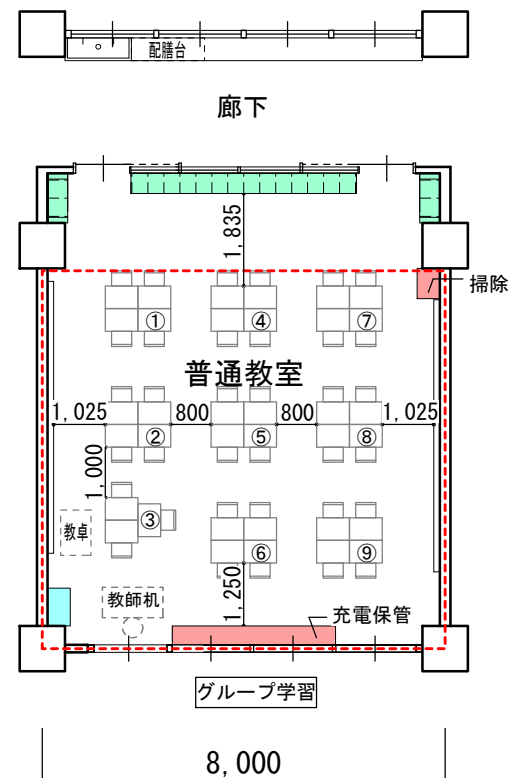 配膳台
廊下
1,835
掃除
①
④
⑦
普通教室
1,025
800
800
1,025
②
⑤
⑧
1,000
③
教卓
⑥
⑨
1,250
教師机
充電保管
グループ学習
8,000